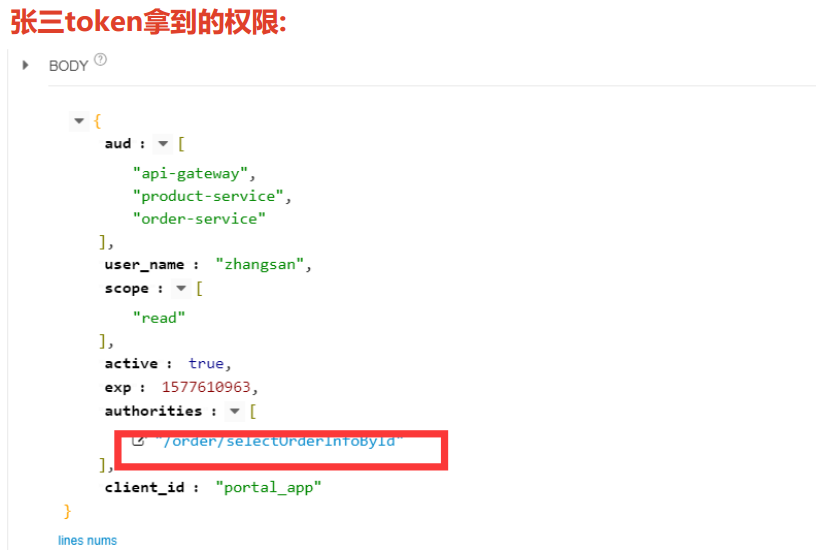 张三token拿到的权限:
BODY ?
{
aud : [
"api-gateway",
"product-service",
"order-service"
],
user_name : "zhangsan",
scope : [
"read"
],
active : true,
exp : 1577610963,
authorities : [
"/order/selectOrderInfoById"
],
client_id : "portal_app"
}
lines nums